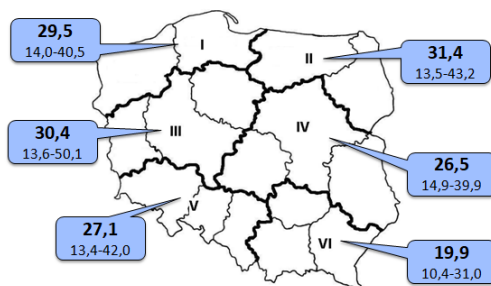 29,5
14,0-40,5
I
II
31,4
13,5-43,2
30,4
13,6-50,1
III
IV
26,5
14,9-39,9
27,1
13,4-42,0
V
VI
19,9
10,4-31,0